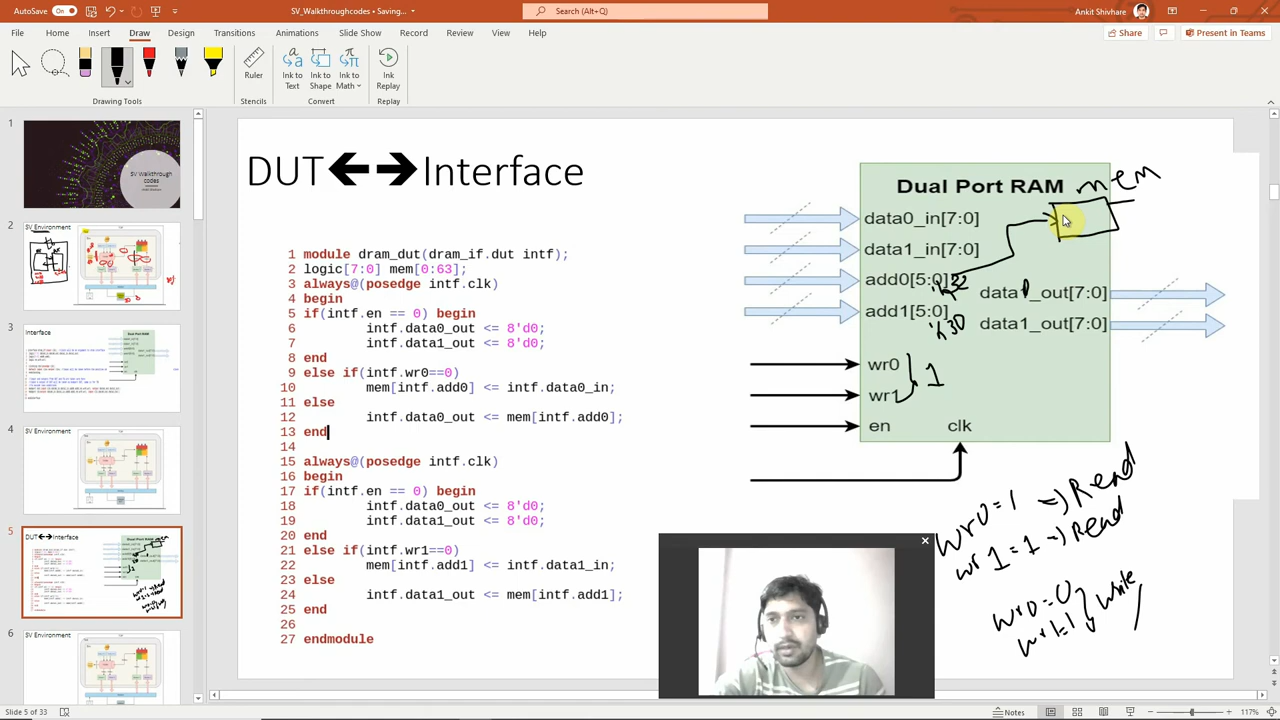 AutoSave On
SV_Walkthroughcodes • Saving...
Search (Alt+Q)
Ankit Shivhare
File Home Insert Draw Design Transitions Animations Slide Show Record Review View Help
Share
Present in Teams
Ruler
Ink to Text
Ink to Shape
Ink to Math
Ink Replay
Drawing Tools
Stencils
Convert
Replay
1
SV Walkthrough codes
2
SV Environment
3
Interface
4
SV Environment
5
DUT Interface
6
SV Environment
DUT🡸🡺Interface
1 module dram_dut(dram_if.dut intf);
2 logic[7:0] mem[0:63];
3 always@(posedge intf.clk)
4 begin
5 if(intf.en == 0) begin
6 intf.data0_out <= 8'd0;
7 intf.data1_out <= 8'd0;
8 end
9 else if(intf.wr0==0)
10 mem[intf.add0] <= intf.data0_in;
11 else
12 intf.data0_out <= mem[intf.add0];
13 end
14
15 always@(posedge intf.clk)
16 begin
17 if(intf.en == 0) begin
18 intf.data0_out <= 8'd0;
19 intf.data1_out <= 8'd0;
20 end
21 else if(intf.wr1==0)
22 mem[intf.add1] <= intf.data1_in;
23 else
24 intf.data1_out <= mem[intf.add1];
25 end
26
27 endmodule
Dual Port RAM
mem
data0_in[7:0]
data1_in[7:0]
add0[5:0]
add1[5:0]
data0_out[7:0]
data1_out[7:0]
wr0
wr1
1
en
clk
wr0=1 => Read
wr1=1 => Read
wr0=0
write
Slide 5 of 33
Notes
117%